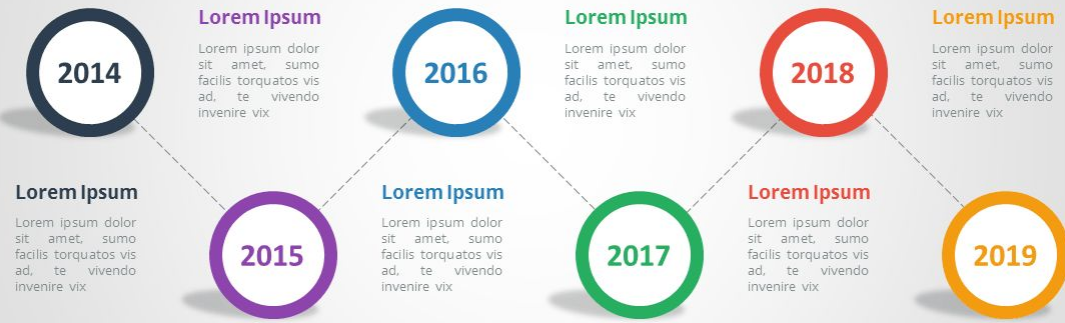 2014
Lorem Ipsum
Lorem ipsum dolor
sit amet, sumo
facilis torquatos vis
ad, te vivendo
invenire vix
2015
Lorem Ipsum
Lorem ipsum dolor
sit amet, sumo
facilis torquatos vis
ad, te vivendo
invenire vix
2016
Lorem Ipsum
Lorem ipsum dolor
sit amet, sumo
facilis torquatos vis
ad, te vivendo
invenire vix
2017
Lorem Ipsum
Lorem ipsum dolor
sit amet, sumo
facilis torquatos vis
ad, te vivendo
invenire vix
2018
Lorem Ipsum
Lorem ipsum dolor
sit amet, sumo
facilis torquatos vis
ad, te vivendo
invenire vix
2019
Lorem Ipsum
Lorem ipsum dolor
sit amet, sumo
facilis torquatos vis
ad, te vivendo
invenire vix